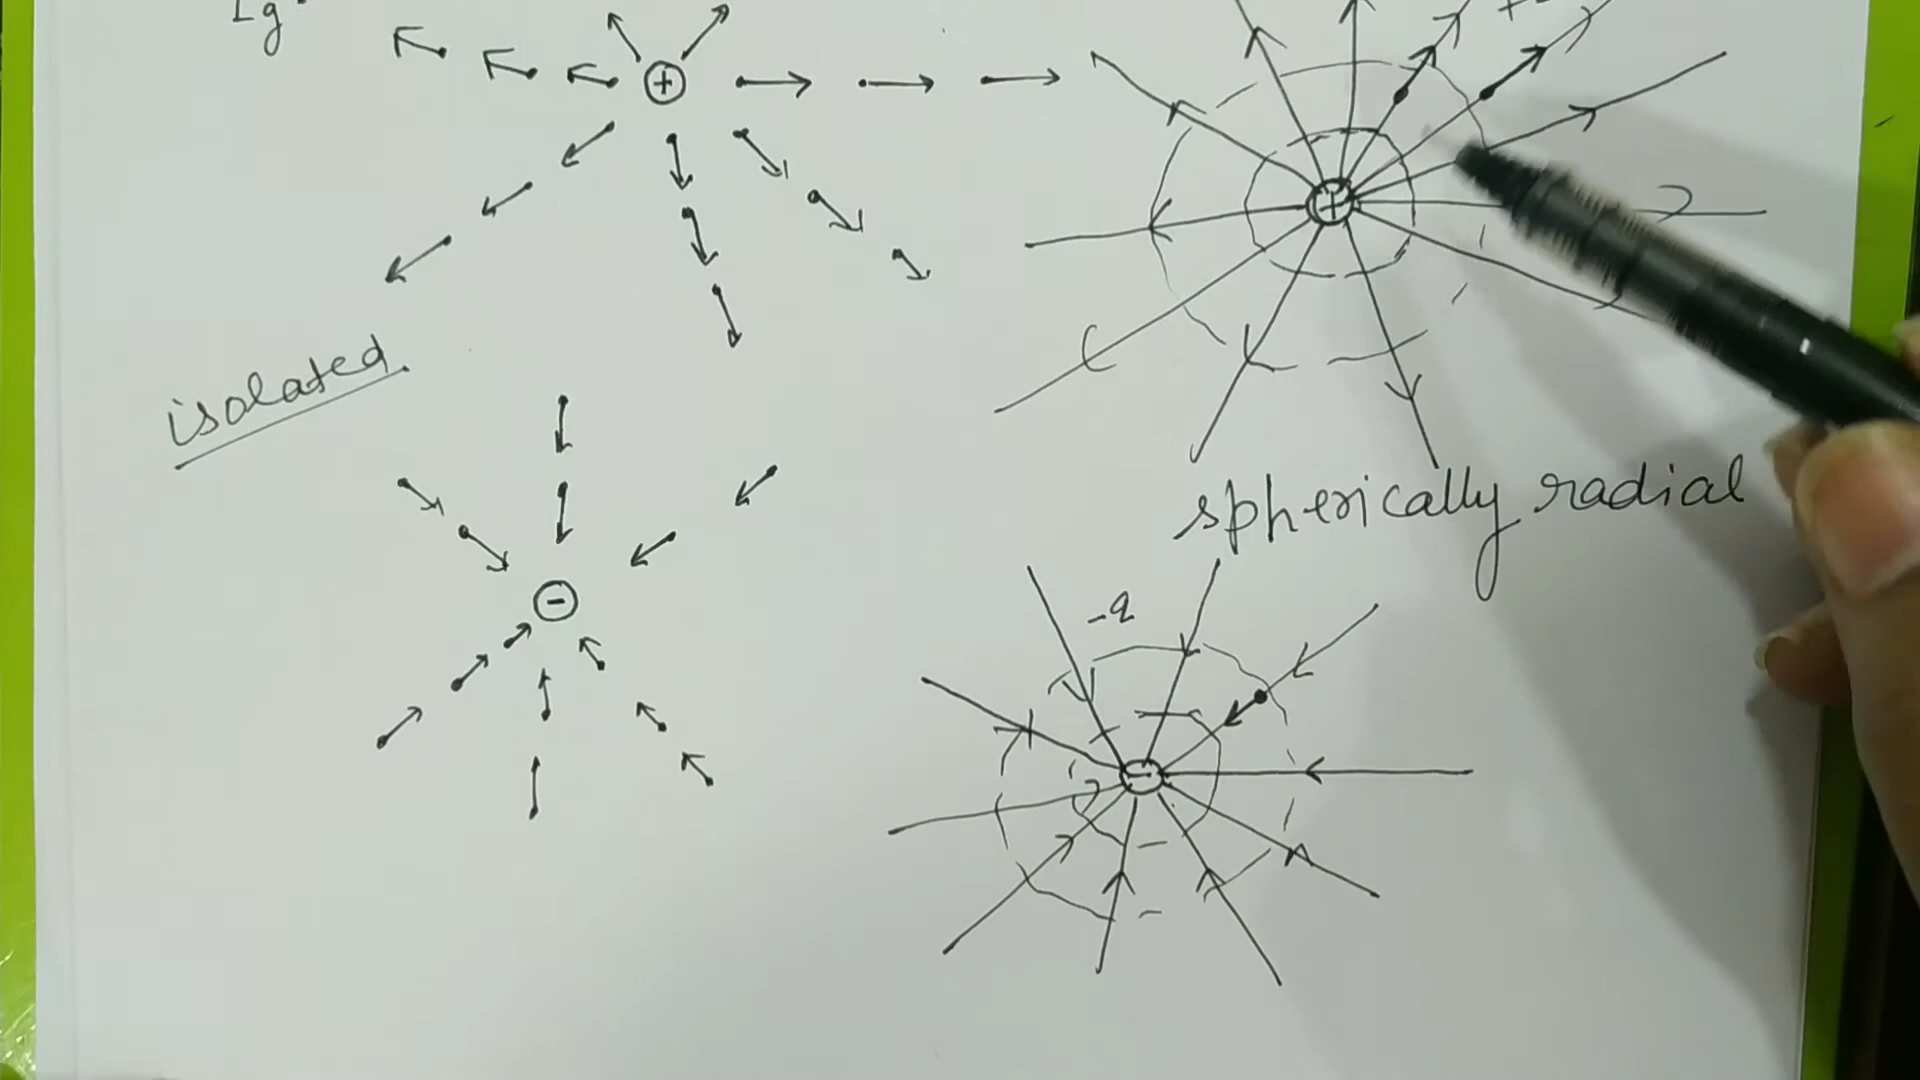 +
+
isolated.
spherically radial
-
-q
-